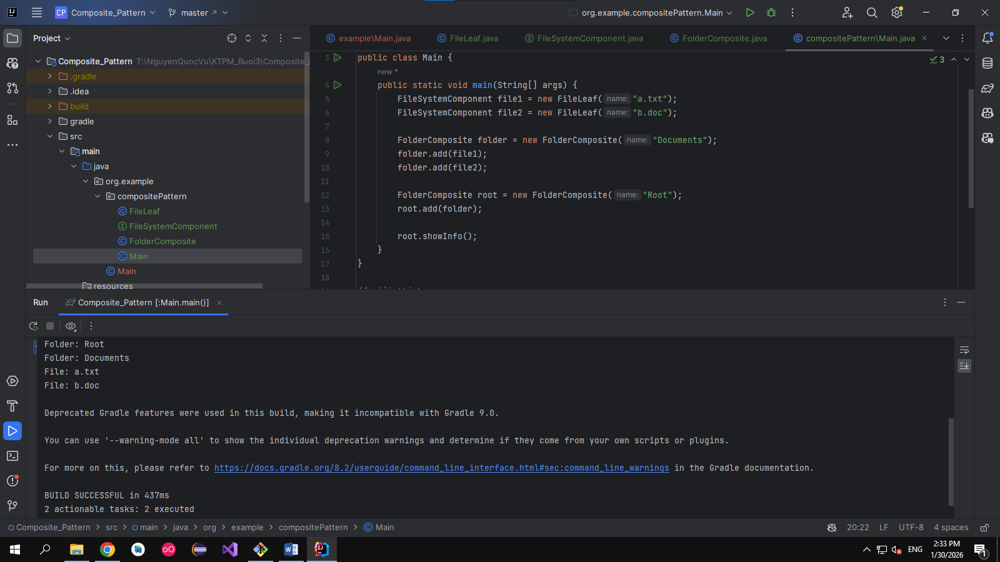 CP Composite_Pattern master org.example.compositePattern.Main
Project
example\Main.java FileLeaf.java FileSystemComponent.java FolderComposite.java compositePattern\Main.java
Composite_Pattern T:\NguyenQuocVu\KTPM_Buoi3\Composite_
.gradle
.idea
build
gradle
src
main
java
org.example
compositePattern
FileLeaf
FileSystemComponent
FolderComposite
Main
Main
resources
3 public class Main {
new *
4 public static void main(String[] args) {
5 FileSystemComponent file1 = new FileLeaf( name: "a.txt");
6 FileSystemComponent file2 = new FileLeaf( name: "b.doc");
7
8 FolderComposite folder = new FolderComposite( name: "Documents");
9 folder.add(file1);
10 folder.add(file2);
11
12 FolderComposite root = new FolderComposite( name: "Root");
13 root.add(folder);
14
15 root.showInfo();
16 }
17 }
18
3
Run Composite_Pattern [:Main.main()]
Folder: Root
Folder: Documents
File: a.txt
File: b.doc
Deprecated Gradle features were used in this build, making it incompatible with Gradle 9.0.
You can use '--warning-mode all' to show the individual deprecation warnings and determine if they come from your own scripts or plugins.
For more on this, please refer to https://docs.gradle.org/8.2/userguide/command_line_interface.html#sec:command_line_warnings in the Gradle documentation.
BUILD SUCCESSFUL in 437ms
2 actionable tasks: 2 executed
Composite_Pattern > src > main > java > org > example > compositePattern > Main
20:22 LF UTF-8 4 spaces
ENG
2:33 PM
1/30/2026
1